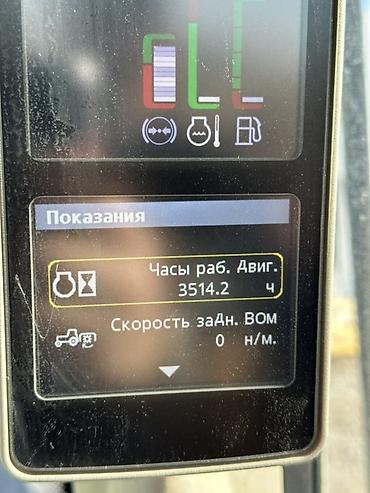 Показания
Часы раб. Двиг.
3514.2 ч
Скорость задн. ВОМ
0 н/м.